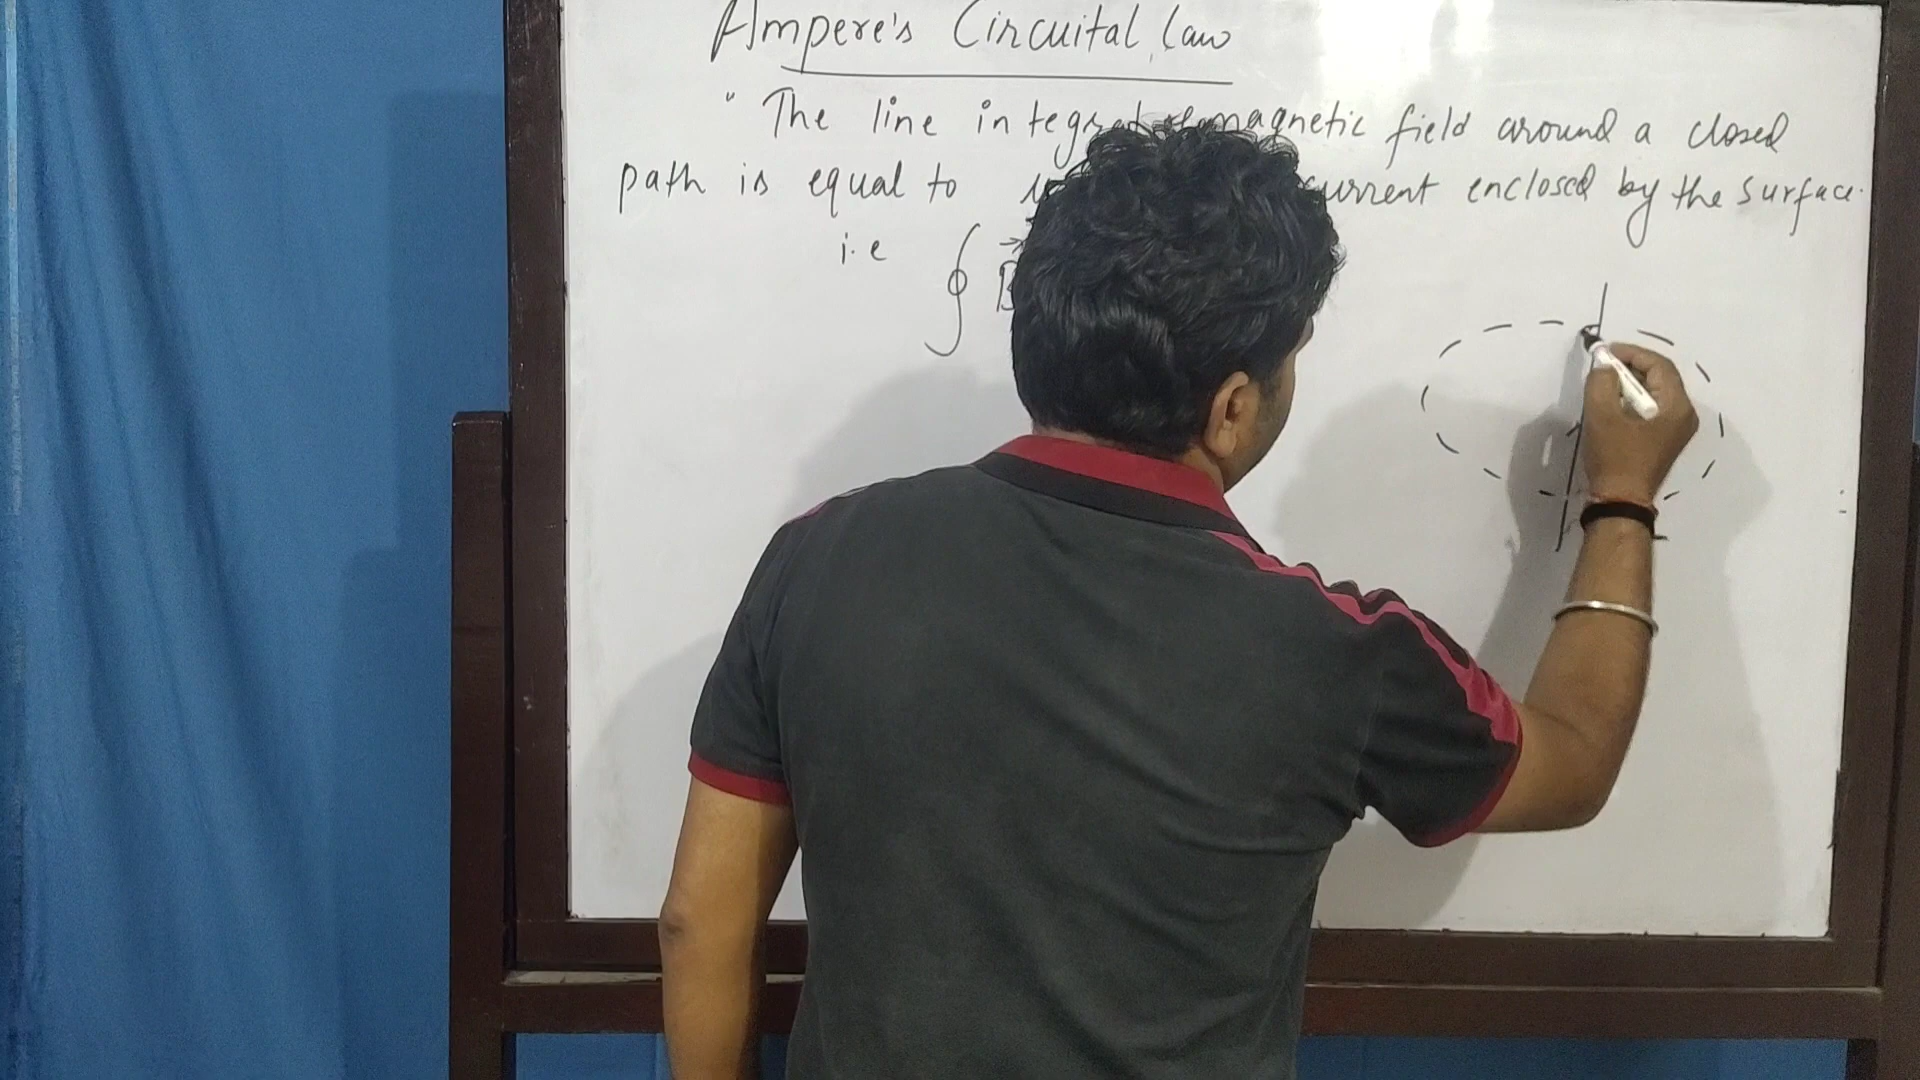 Ampere's Circuital Law
" The line integral magnetic field around a closed
path is equal to current enclosed by the surface.
i.e ∮ B